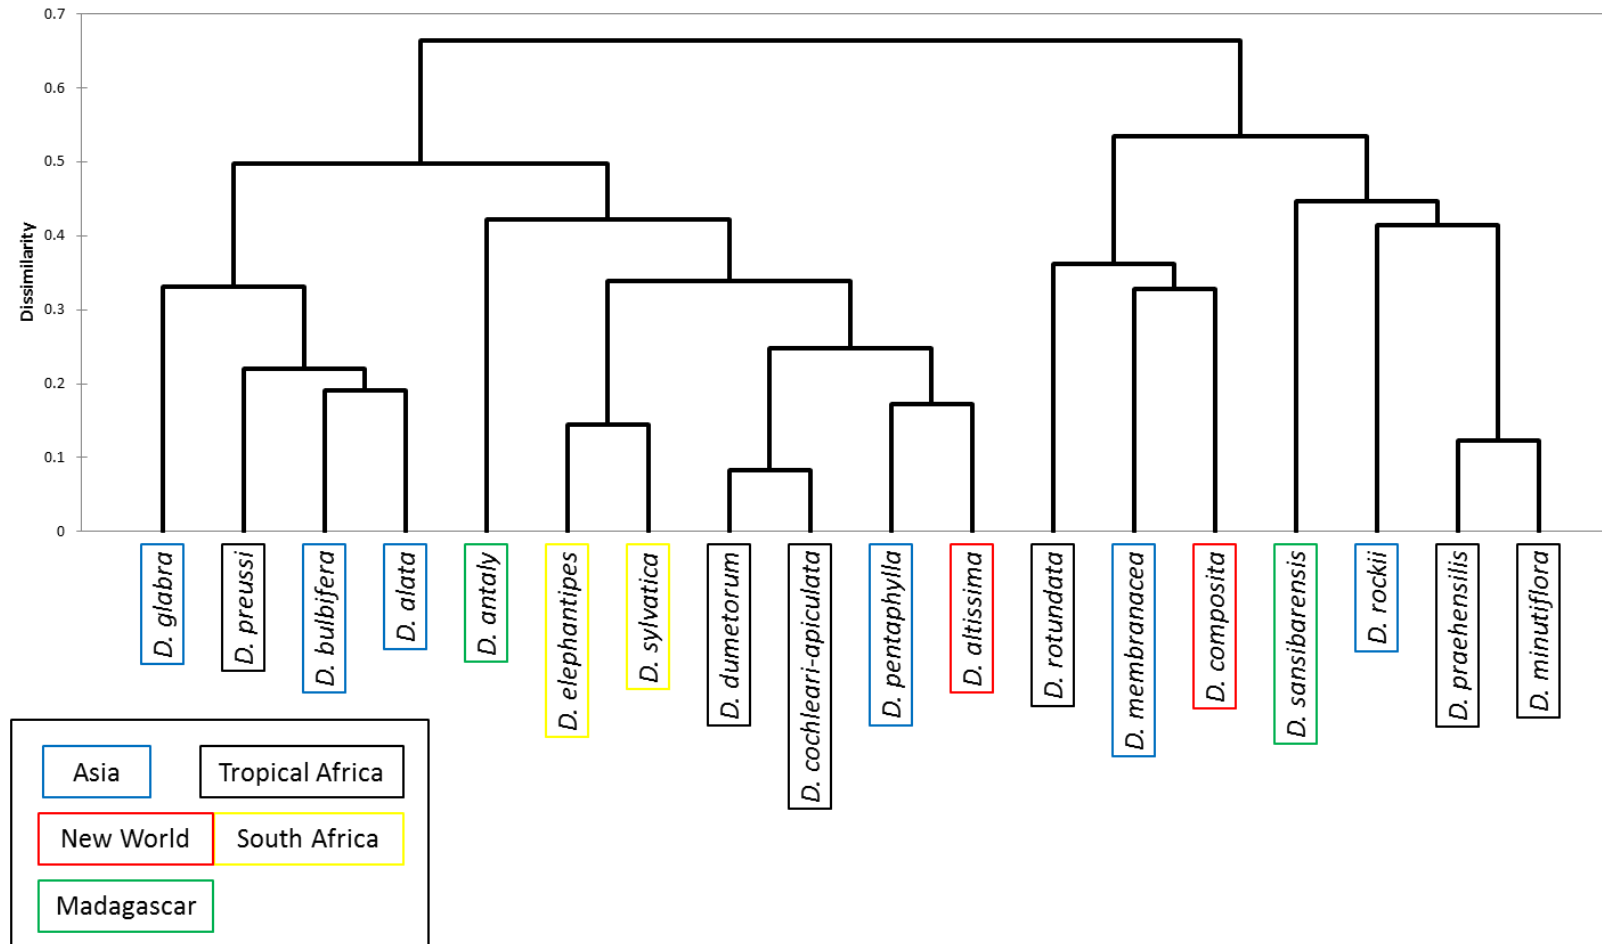 0.7
0.6
0.5
0.4
0.3
0.2
0.1
0
Dissimilarity
D. glabra
D. preussi
D. bulbifera
D. alata
D. antaly
D. elephantipes
D. sylvatica
D. dumetorum
D. cochleari-apiculata
D. pentaphylla
D. altissima
D. rotundata
D. membranacea
D. composita
D. sansibarensis
D. rockii
D. praehensilis
D. minutiflora
Asia
Tropical Africa
New World
South Africa
Madagascar